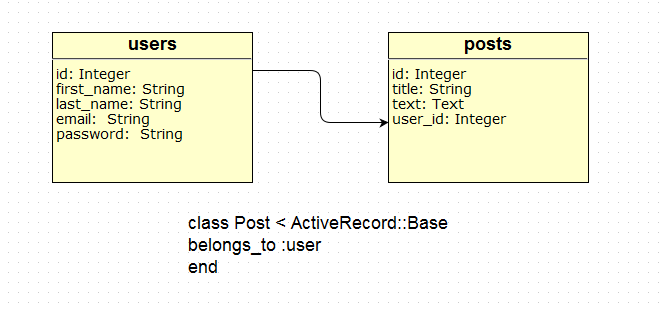 users
id: Integer
first_name: String
last_name: String
email:  String
password:  String
posts
id: Integer
title: String
text: Text
user_id: Integer
class Post < ActiveRecord::Base
belongs_to :user
end